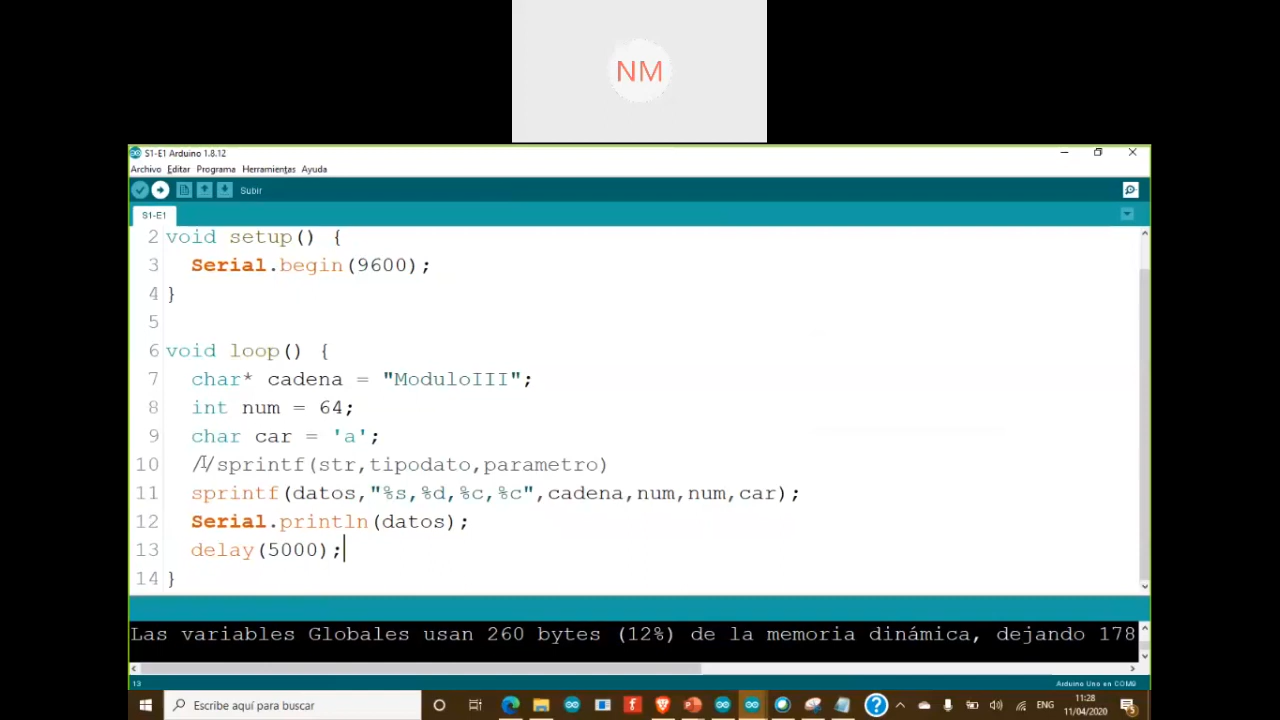 NM
S1-E1 Arduino 1.8.12
Archivo Editar Programa Herramientas Ayuda
Subir
S1-E1
2 void setup() {
3 Serial.begin(9600);
4 }
5
6 void loop() {
7 char* cadena = "ModuloIII";
8 int num = 64;
9 char car = 'a';
10 //sprintf(str,tipodato,parametro)
11 sprintf(datos,"%s,%d,%c,%c",cadena,num,num,car);
12 Serial.println(datos);
13 delay(5000);
14 }
Las variables Globales usan 260 bytes (12%) de la memoria dinámica, dejando 178
13 Arduino Uno en COM9
Escribe aquí para buscar
ENG
11:28
11/04/2020
5